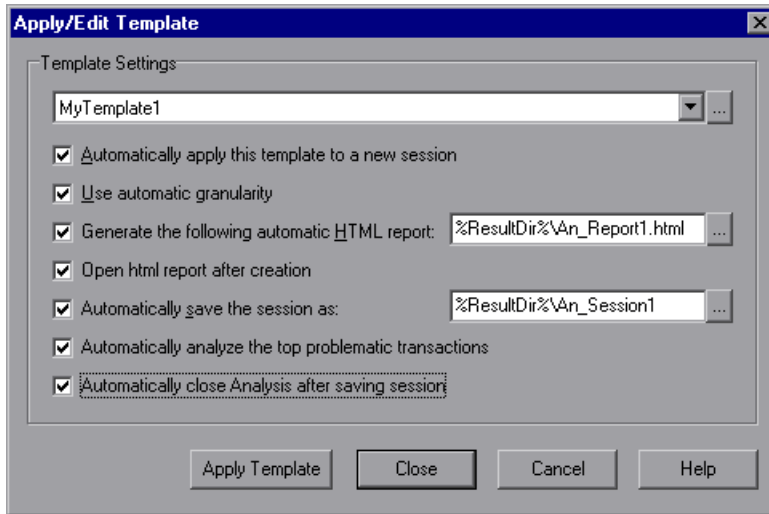 Apply/Edit Template
Template Settings
MyTemplate1
...
Automatically apply this template to a new session
Use automatic granularity
Generate the following automatic HTML report: %ResultDir%\An_Report1.html ...
Open html report after creation
Automatically save the session as: %ResultDir%\An_Session1 ...
Automatically analyze the top problematic transactions
Automatically close Analysis after saving session
Apply Template Close Cancel Help